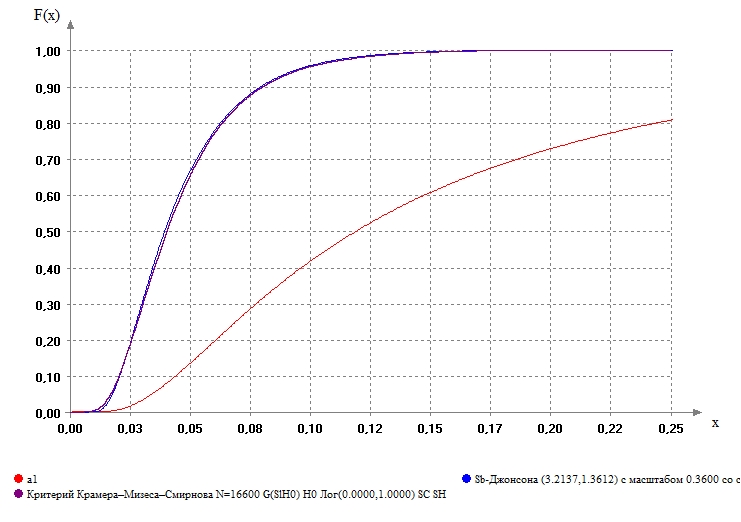 F(x)
1,00
0,90
0,80
0,70
0,60
0,50
0,40
0,30
0,20
0,10
0,00
0,00 0,03 0,05 0,08 0,10 0,12 0,15 0,17 0,20 0,22 0,25 x
a1 Sb-Джонсона (3.2137,1.3612) с масштабом 0.3600 со с
Критерий Крамера–Мизеса–Смирнова N=16600 G(S|H0) H0 Лог(0.0000,1.0000) SC SH